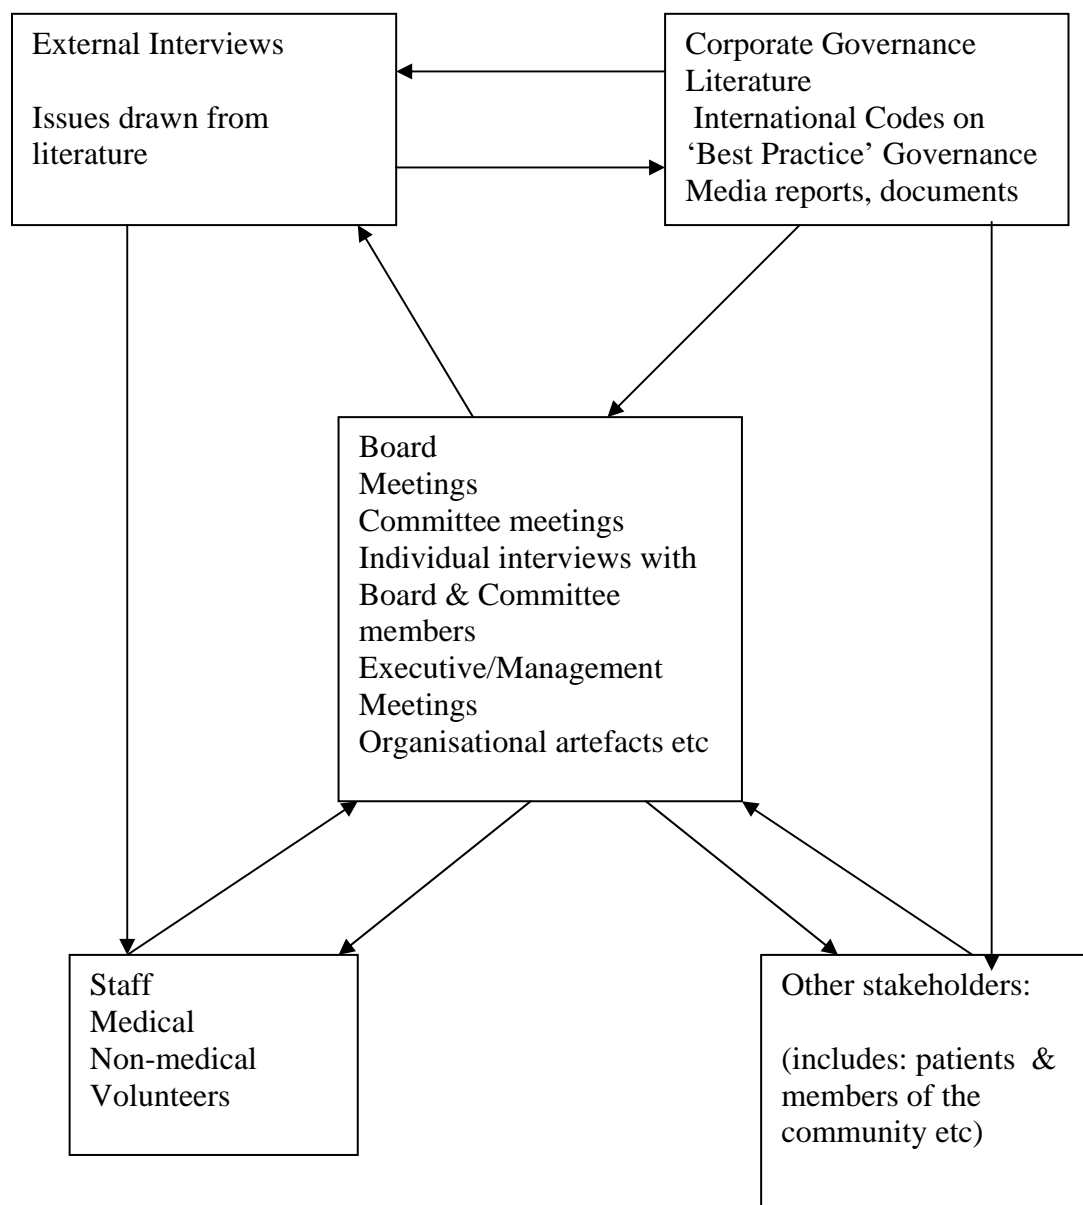 External Interviews
Issues drawn from
literature
Corporate Governance
Literature
International Codes on
‘Best Practice’ Governance
Media reports, documents
Board
Meetings
Committee meetings
Individual interviews with
Board & Committee
members
Executive/Management
Meetings
Organisational artefacts etc
Staff
Medical
Non-medical
Volunteers
Other stakeholders:
(includes: patients & 
members of the
community etc)